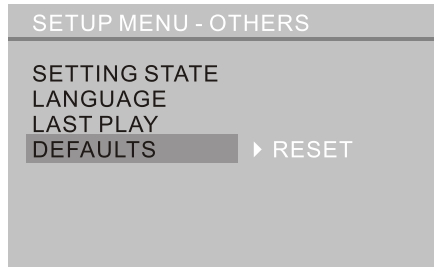 SETUP MENU - OTHERS
SETTING STATE
LANGUAGE
LAST PLAY
DEFAULTS RESET